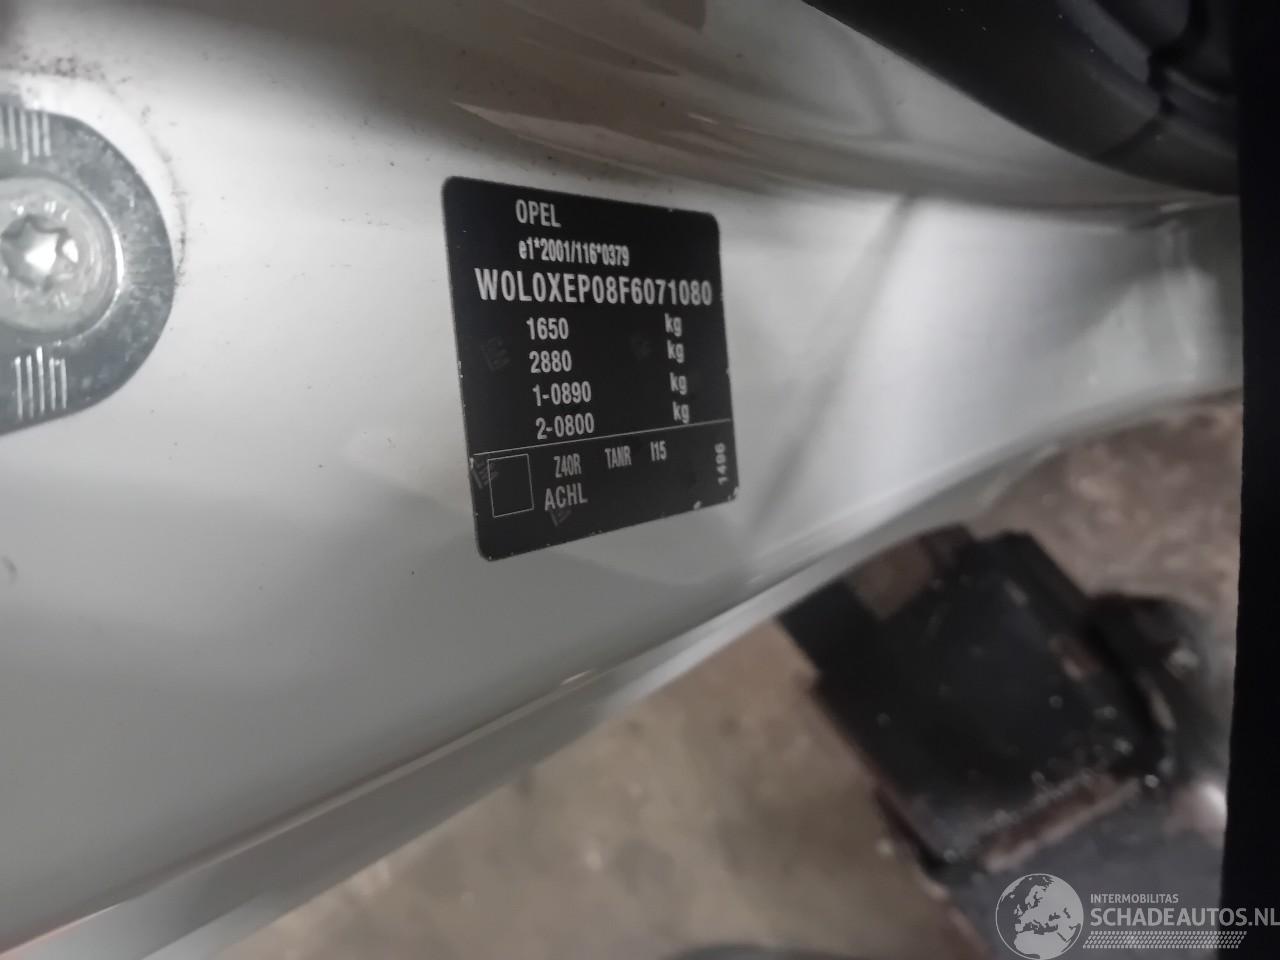 OPEL
e1*2001/116*0379
W0L0XEP08F6071080
1650 kg
2880 kg
1-0890 kg
2-0800 kg
Z40R TANR I15
ACHL
1496
INTERMOBILITAS
SCHADEAUTOS.NL